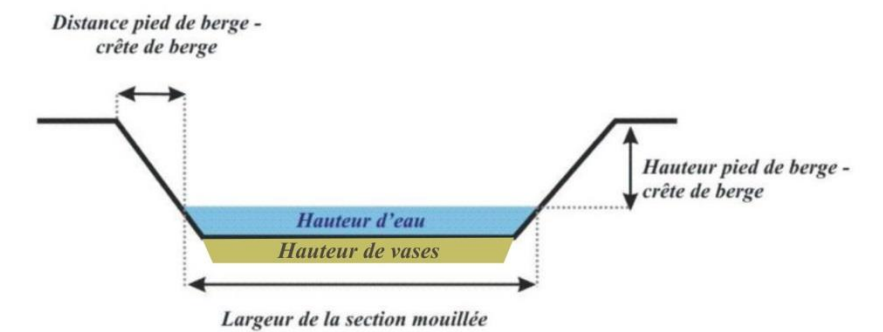 Distance pied de berge -
crête de berge
Hauteur pied de berge -
crête de berge
Hauteur d'eau
Hauteur de vases
Largeur de la section mouillée